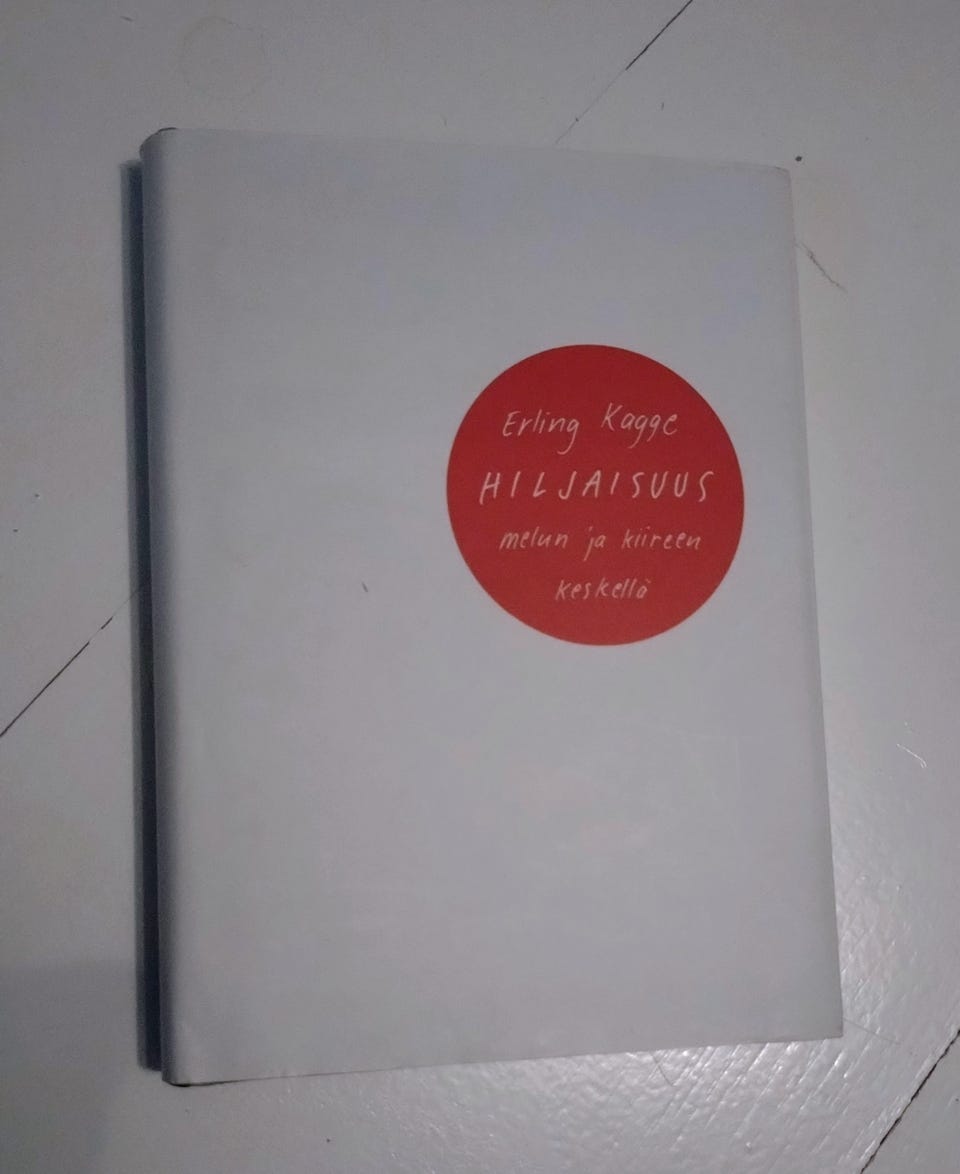 Erling Kagge
HILJAISUUS
melun ja kiireen
keskellä